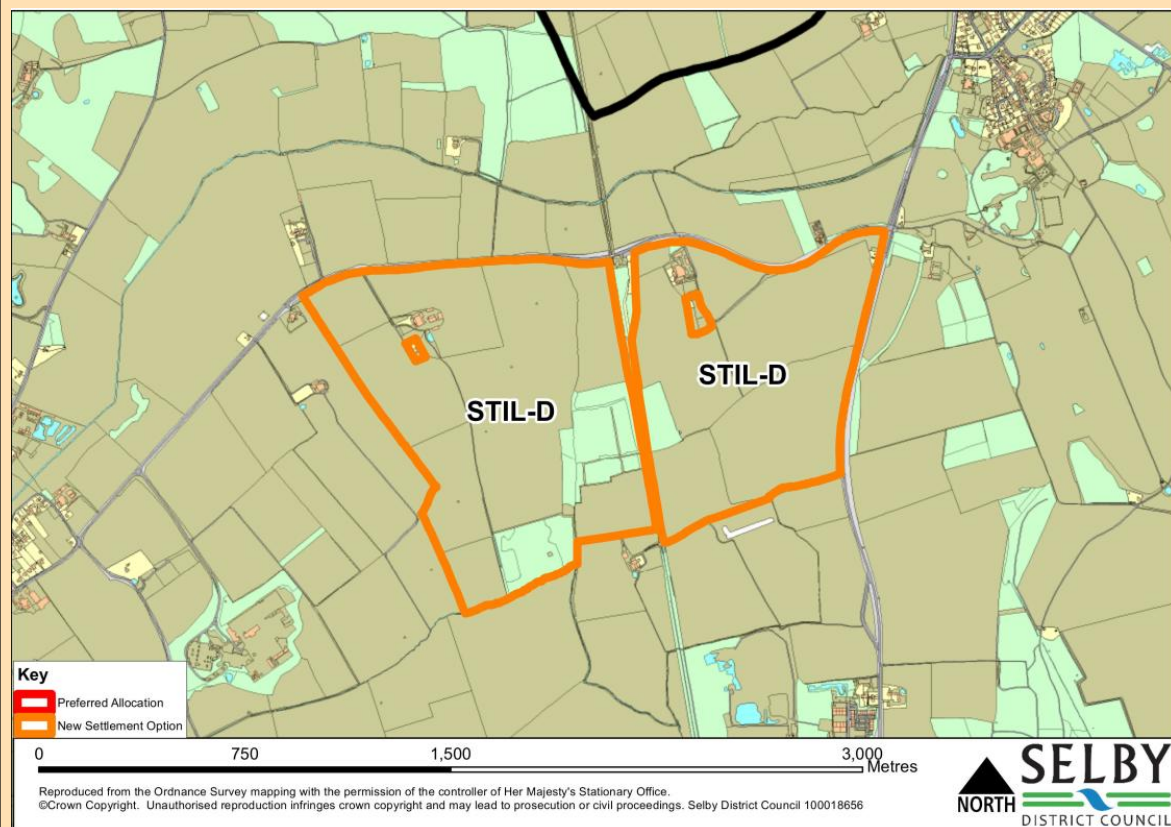 STIL-D
STIL-D
Key
Preferred Allocation
New Settlement Option
0 750 1,500 3,000
Metres
Reproduced from the Ordnance Survey mapping with the permission of the controller of Her Majesty's Stationary Office.
©Crown Copyright. Unauthorised reproduction infringes crown copyright and may lead to prosecution or civil proceedings. Selby District Council 100018656
NORTH
SELBY
DISTRICT COUNCIL